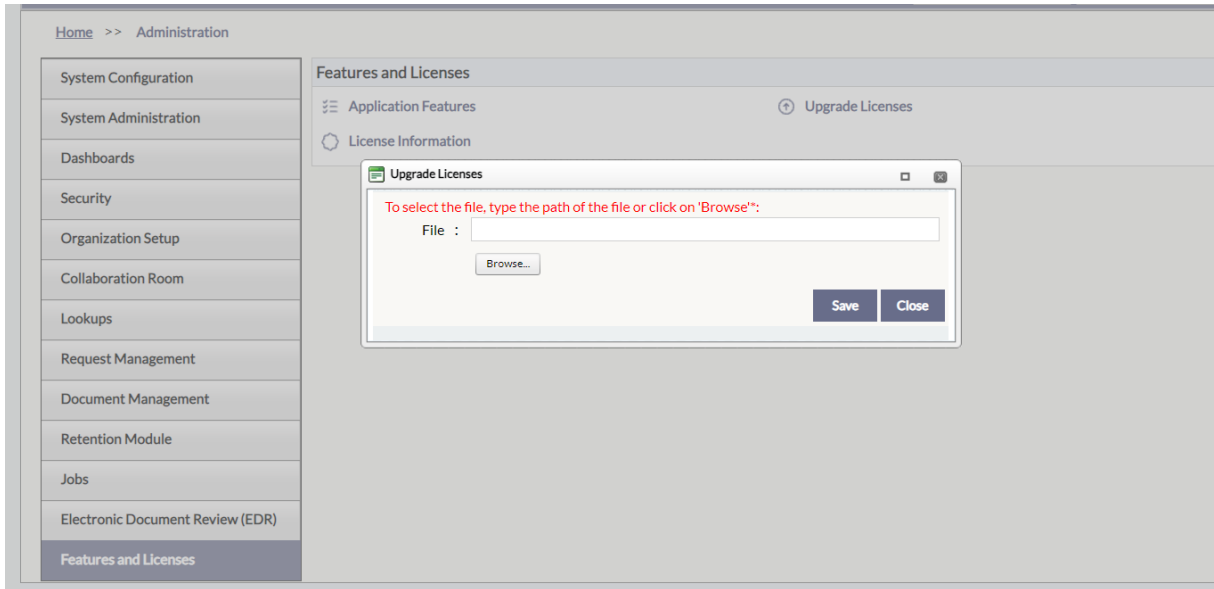 Home >> Administration
System Configuration
System Administration
Dashboards
Security
Organization Setup
Collaboration Room
Lookups
Request Management
Document Management
Retention Module
Jobs
Electronic Document Review (EDR)
Features and Licenses
Features and Licenses
Application Features
Upgrade Licenses
License Information
Upgrade Licenses
To select the file, type the path of the file or click on 'Browse'*:
File :
Browse...
Save Close